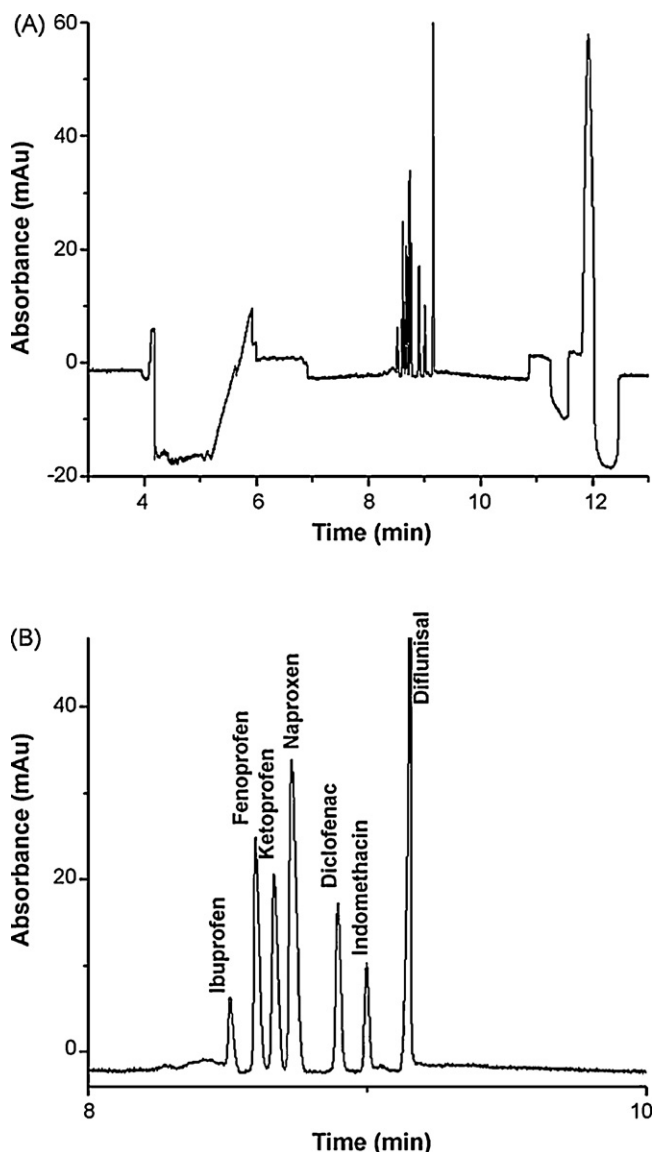 (A)
60
40
20
0
-20
Absorbance (mAu)
4
6
8
10
12
Time (min)
(B)
40
20
0
Absorbance (mAu)
Ibuprofen
Fenoprofen
Ketoprofen
Naproxen
Diclofenac
Indomethacin
Diflunisal
8
10
Time (min)